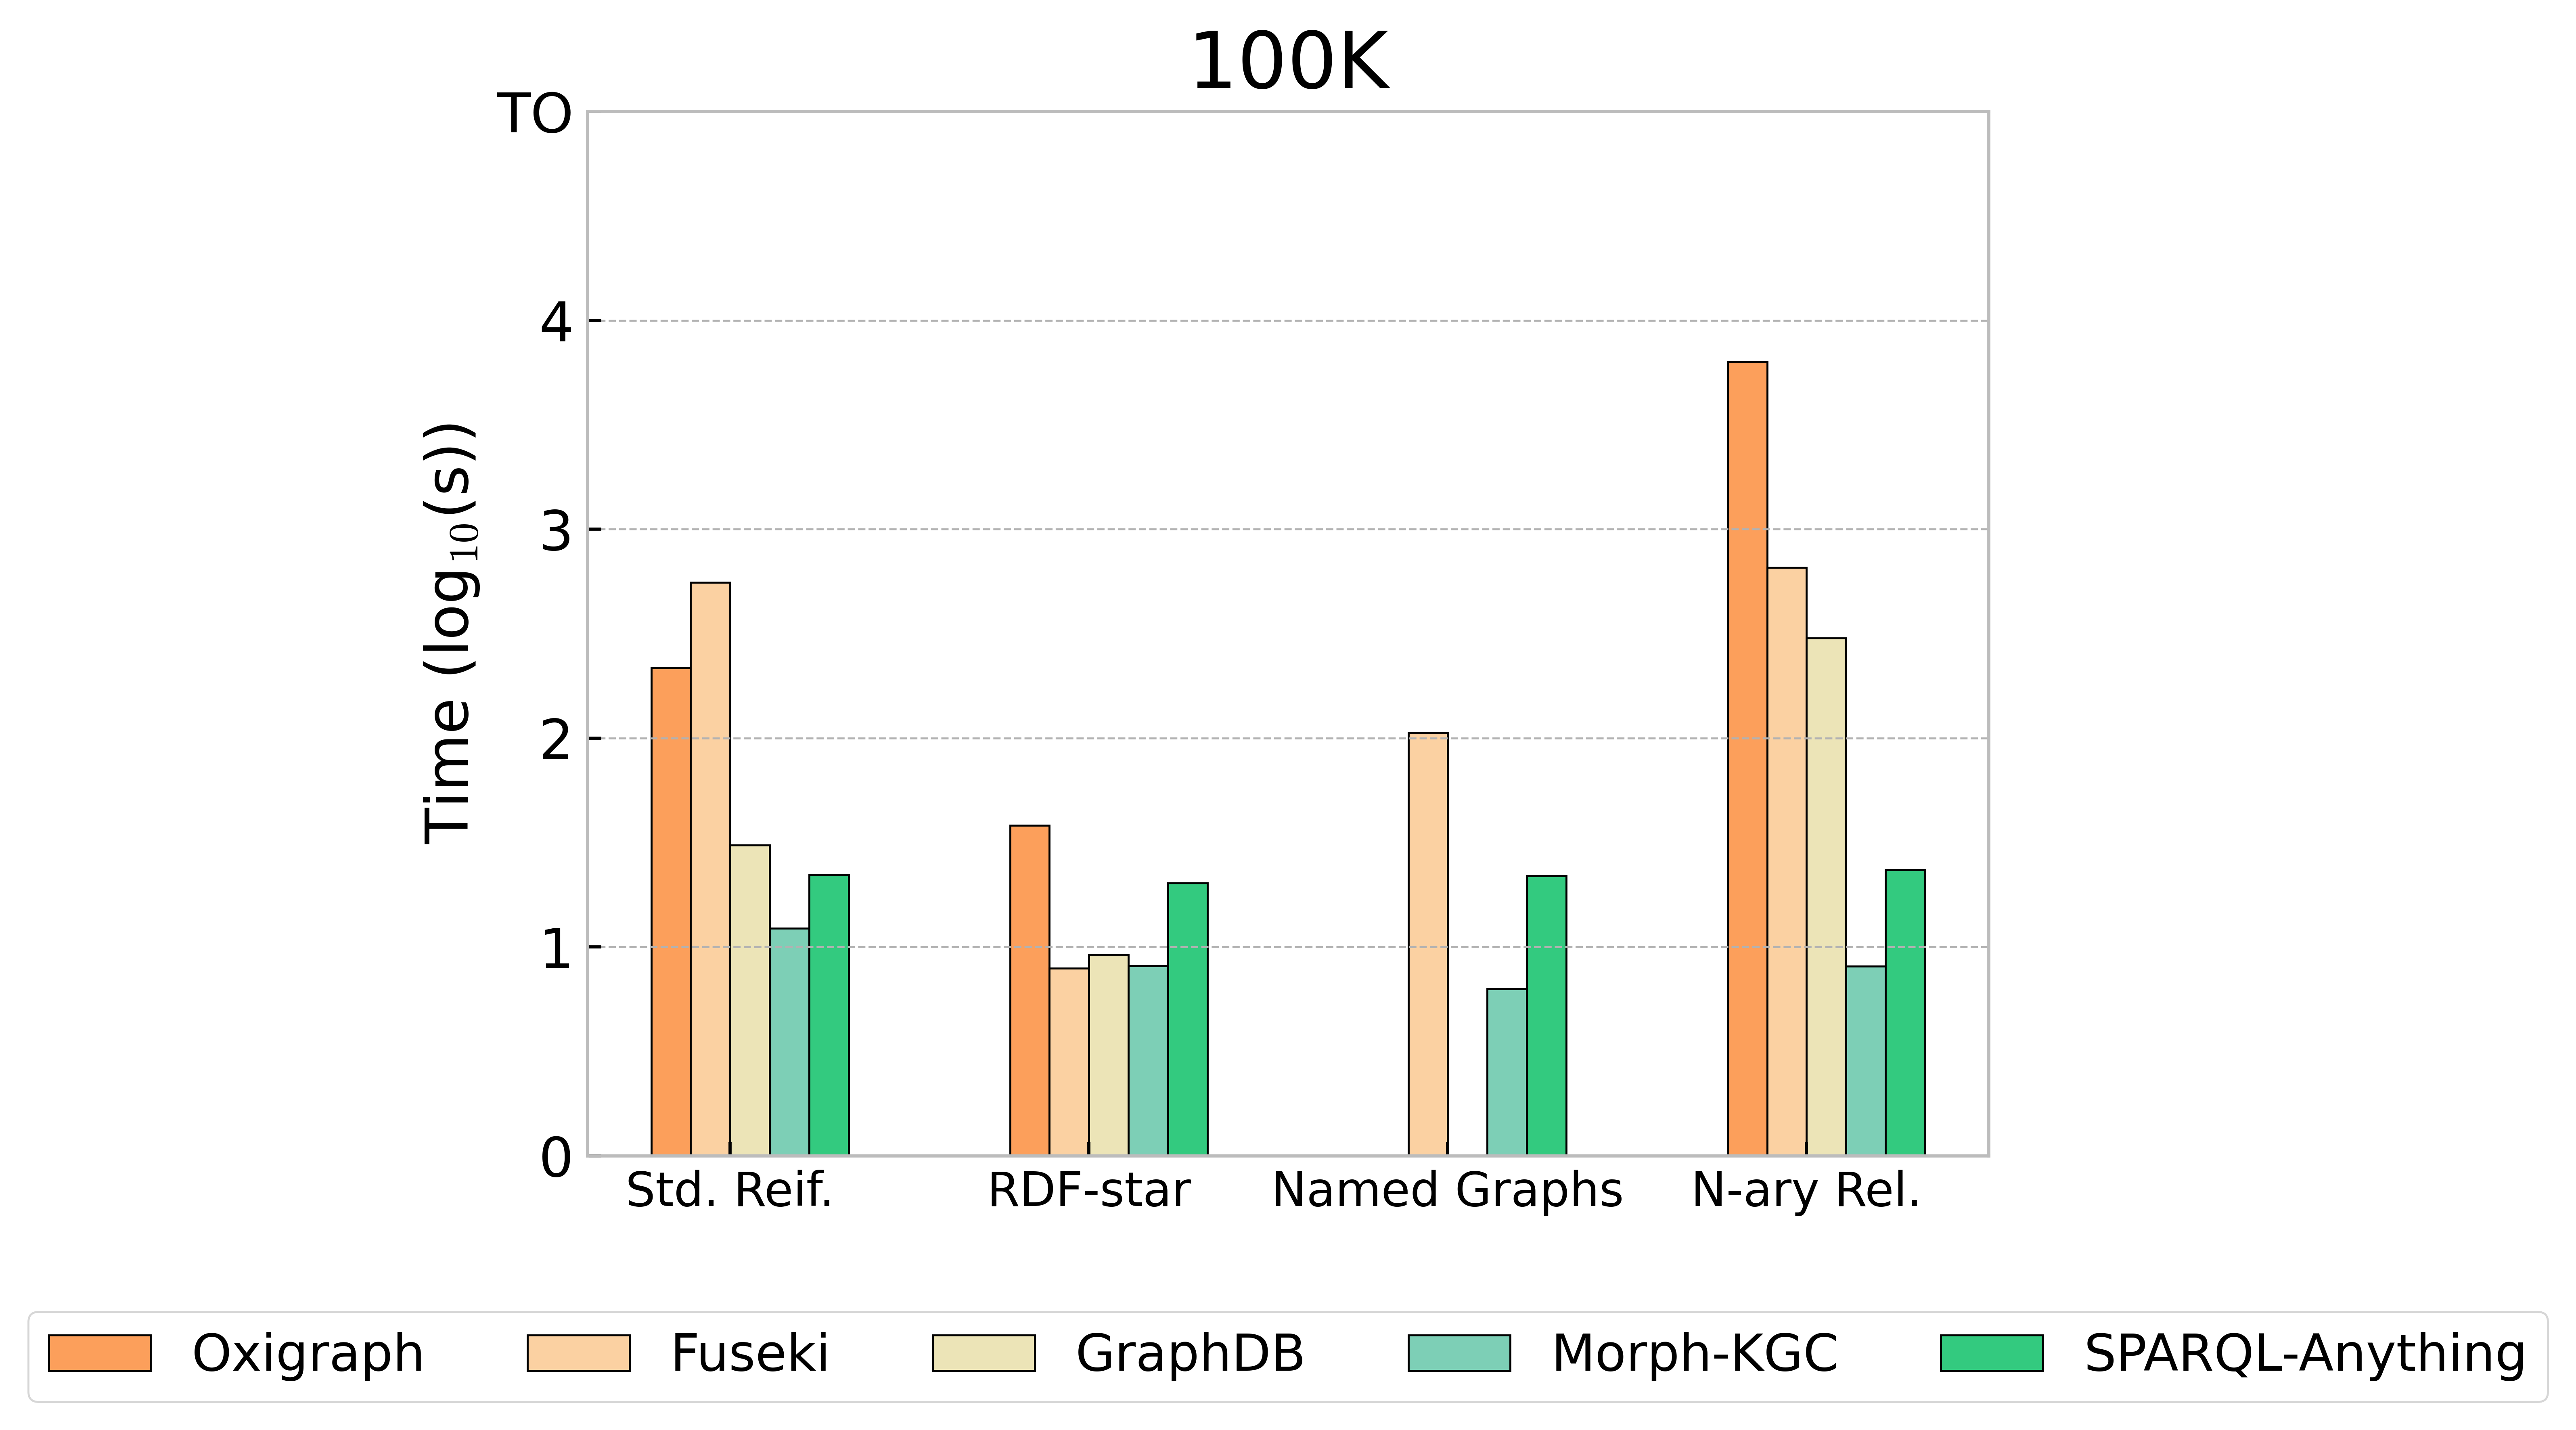 100K
TO
4
3
2
1
0
Time (log₁₀(s))
Std. Reif.
RDF-star
Named Graphs
N-ary Rel.
Oxigraph
Fuseki
GraphDB
Morph-KGC
SPARQL-Anything